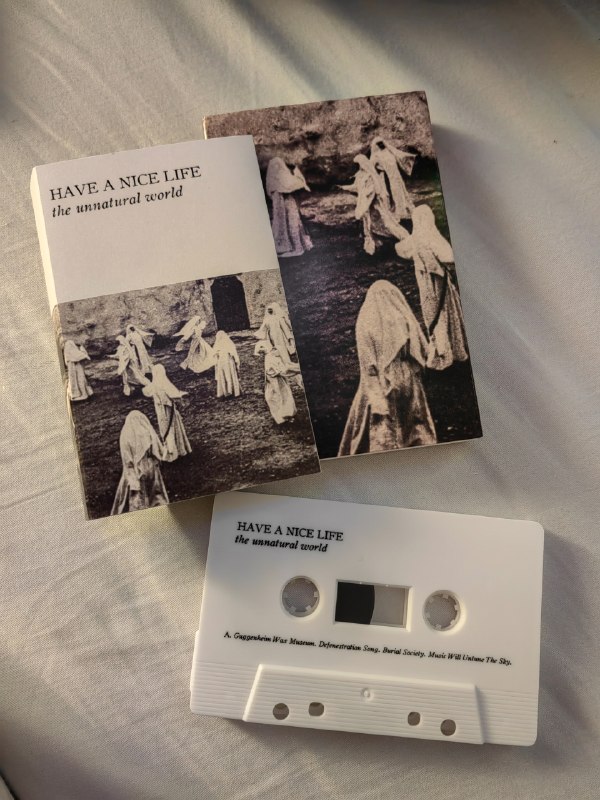 HAVE A NICE LIFE
the unnatural world
HAVE A NICE LIFE
the unnatural world
A. Guggenheim Wax Museum. Defenestration Song. Burial Society. Music Will Untune The Sky.